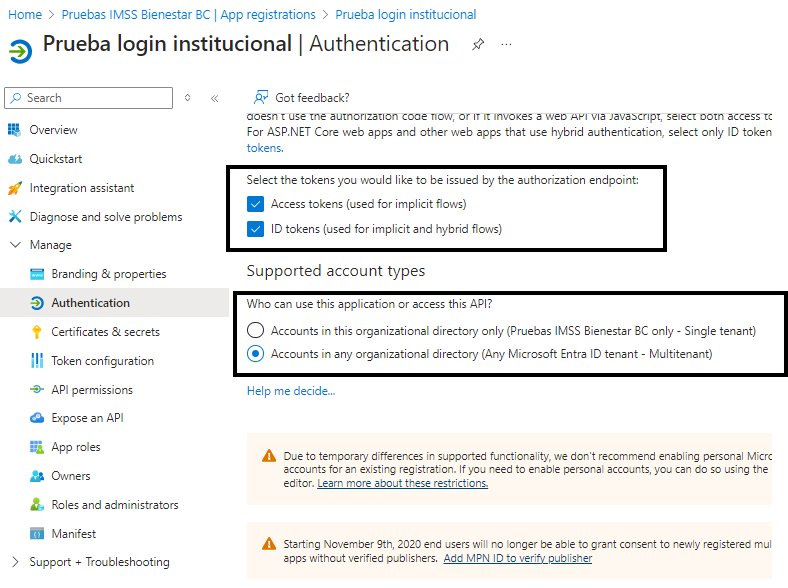 Home > Pruebas IMSS Bienestar BC | App registrations > Prueba login institucional
Prueba login institucional | Authentication
Search
Got feedback?
doesn't use the authorization code flow, or if it invokes a web API via JavaScript, select both access to
For ASP.NET Core web apps and other web apps that use hybrid authentication, select only ID token
tokens.
Overview
Quickstart
Integration assistant
Diagnose and solve problems
Manage
Branding & properties
Authentication
Certificates & secrets
Token configuration
API permissions
Expose an API
App roles
Owners
Roles and administrators
Manifest
Support + Troubleshooting
Select the tokens you would like to be issued by the authorization endpoint:
Access tokens (used for implicit flows)
ID tokens (used for implicit and hybrid flows)
Supported account types
Who can use this application or access this API?
Accounts in this organizational directory only (Pruebas IMSS Bienestar BC only - Single tenant)
Accounts in any organizational directory (Any Microsoft Entra ID tenant - Multitenant)
Help me decide...
Due to temporary differences in supported functionality, we don't recommend enabling personal Micro
accounts for an existing registration. If you need to enable personal accounts, you can do so using the
editor. Learn more about these restrictions.
Starting November 9th, 2020 end users will no longer be able to grant consent to newly registered mul
apps without verified publishers. Add MPN ID to verify publisher